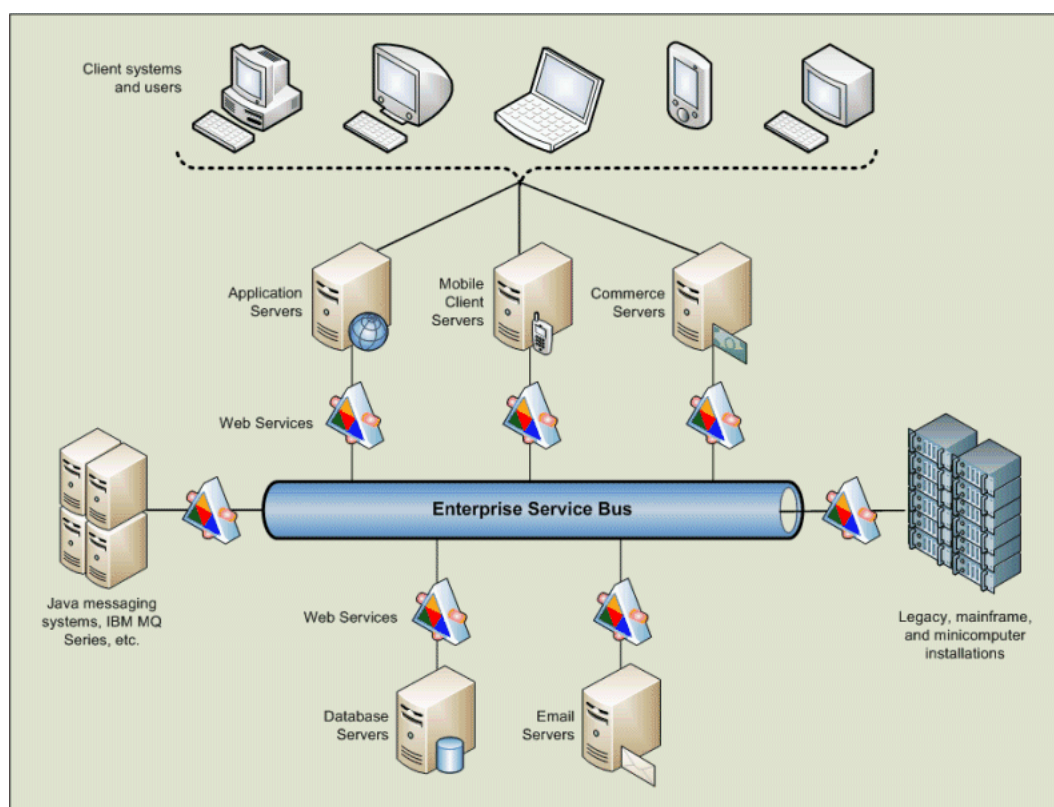 Client systems
and users
Application
Servers
Mobile
Client
Servers
Commerce
Servers
Web Services
Enterprise Service Bus
Java messaging
systems, IBM MQ
Series, etc.
Web Services
Legacy, mainframe,
and minicomputer
installations
Database
Servers
Email
Servers